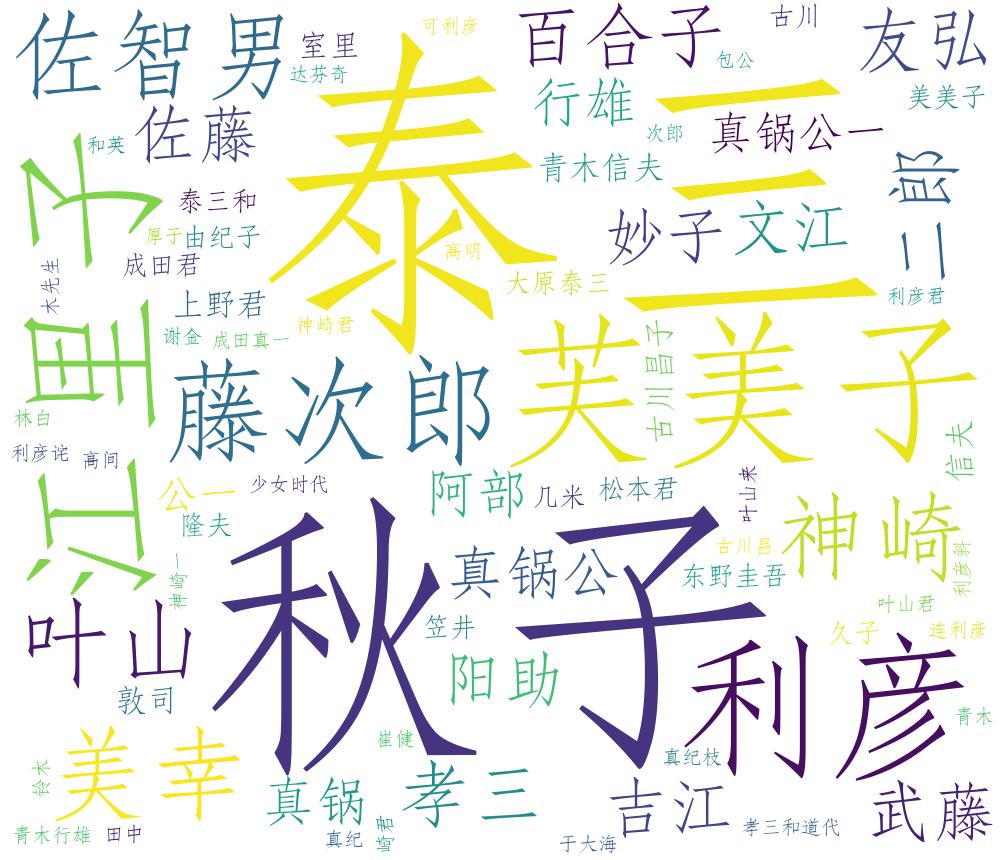 佐智男
室里
达芬奇
可利彦
百合子
包公
古川
友弘
美美子
泰三
行雄
次郎
真锅公一
和英
佐藤
青木信夫
二郎
江里子
泰三和
厚子
由纪子
成田君
高明
妙子
文江
木先生
上野君
大原泰三
利彦君
谢金
成田真一
神崎君
藤次郎
芙美子
古川昌子
林白
利彦诧
高间
公一
少女时代
隆夫
阿部
几米
松本君
叶山来
信夫
秋子
真锅公
古川昌
神崎
利彦斜
东野圭吾
神崎一
叶山
笠井
叶山君
久子
连利彦
利彦
阳助
敦司
青木
美幸
崔健
真纪枝
铃木
真锅
孝三
吉江
武藤
青木行雄
田中
真纪
崎君
于大海
孝三和道代